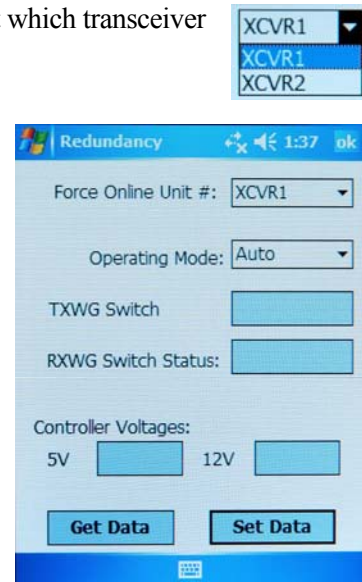 which transceiver
XCVR1
XCVR1
XCVR2
Redundancy 1:37 ok
Force Online Unit #: XCVR1
Operating Mode: Auto
TXWG Switch
RXWG Switch Status:
Controller Voltages:
5V 12V
Get Data Set Data